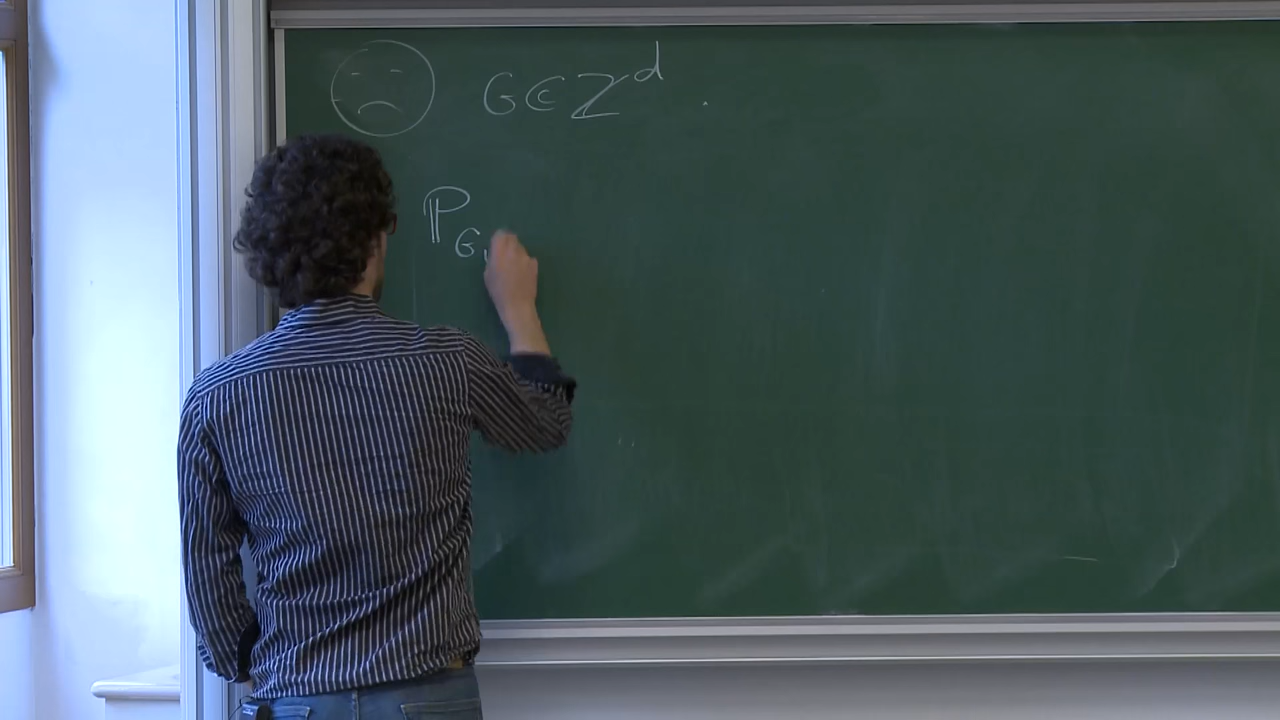 G ⋐ ℤ^d .
ℙ_G,